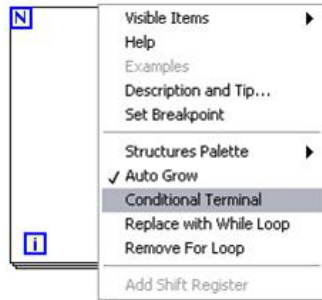 N
Visible Items
Help
Examples
Description and Tip...
Set Breakpoint
Structures Palette
Auto Grow
Conditional Terminal
Replace with While Loop
i
Remove For Loop
Add Shift Register